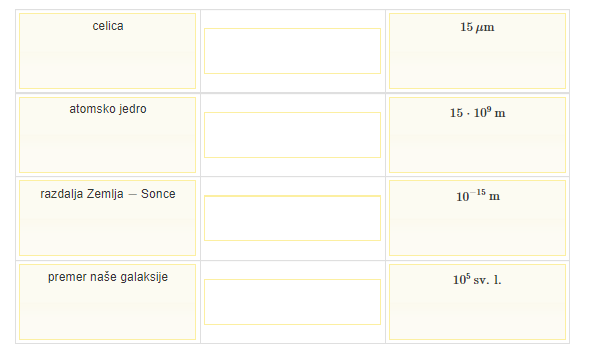 celica
15 μm
atomsko jedro
15 · 10⁹ m
razdalja Zemlja − Sonce
10⁻¹⁵ m
premer naše galaksije
10⁵ sv. l.